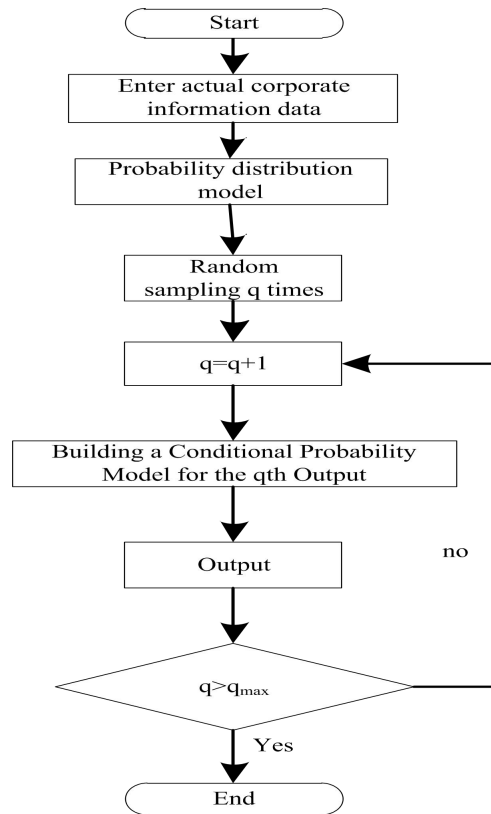 Start
Enter actual corporate
information data
Probability distribution
model
Random
sampling q times
q=q+1
Building a Conditional Probability
Model for the qth Output
Output
no
q>qmax
Yes
End